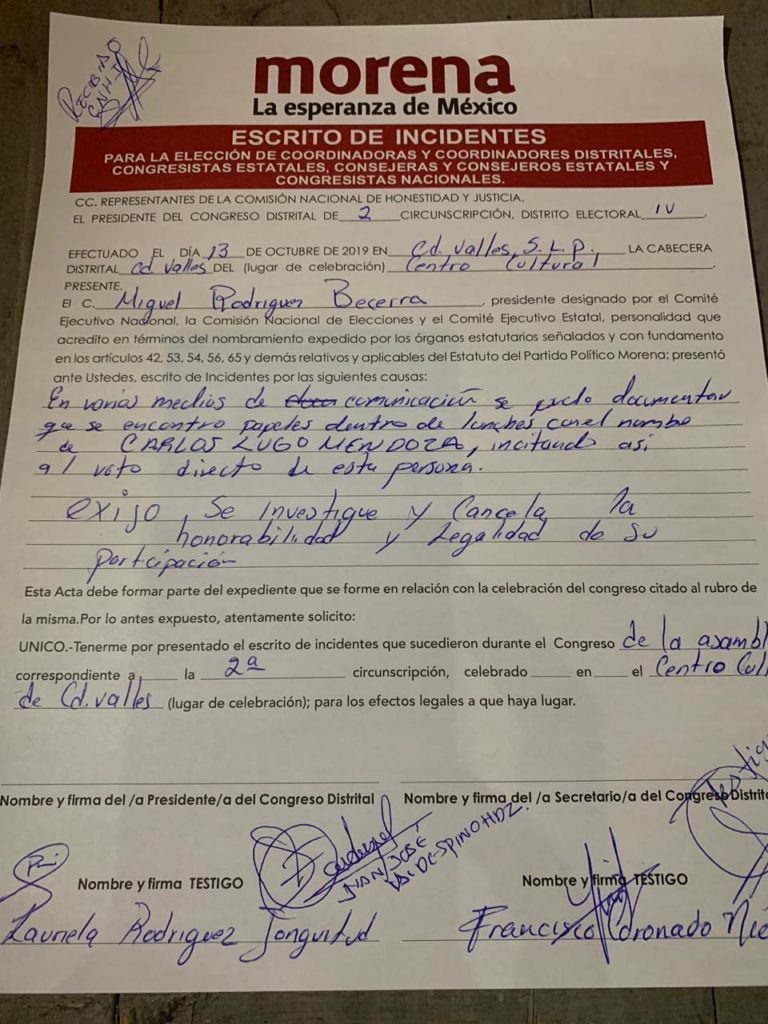 RECIBIDO
CNHJ
morena
La esperanza de México
ESCRITO DE INCIDENTES
PARA LA ELECCIÓN DE COORDINADORAS Y COORDINADORES DISTRITALES,
CONGRESISTAS ESTATALES, CONSEJERAS Y CONSEJEROS ESTATALES Y
CONGRESISTAS NACIONALES.
CC. REPRESENTANTES DE LA COMISIÓN NACIONAL DE HONESTIDAD Y JUSTICIA.
EL PRESIDENTE DEL CONGRESO DISTRITAL DE 2 CIRCUNSCRIPCIÓN, DISTRITO ELECTORAL IV.
EFECTUADO EL DÍA 13 DE OCTUBRE DE 2019 EN Cd. Valles, S.L.P., LA CABECERA
DISTRITAL Cd Valles DEL (lugar de celebración) Centro Cultural,
PRESENTE.
El C. Miguel Rodriguez Becerra, presidente designado por el Comité
Ejecutivo Nacional, la Comisión Nacional de Elecciones y el Comité Ejecutivo Estatal, personalidad que
acredito en términos del nombramiento expedido por los órganos estatutarios señalados y con fundamento
en los artículos 42, 53, 54, 56, 65 y demás relativos y aplicables del Estatuto del Partido Político Morena; presentó
ante Ustedes, escrito de Incidentes por las siguientes causas:
En varios medios de comunicación se pudo documentar
que se encontro papeles dentro de lunches con el nombre
de CARLOS LUGO MENDOZA, incitando asi
al voto directo de esta persona.
exijo, Se Investigue y Cancela la
honorabilidad y Legalidad de su
participación
Esta Acta debe formar parte del expediente que se forme en relación con la celebración del congreso citado al rubro de
la misma.Por lo antes expuesto, atentamente solicito:
UNICO.-Tenerme por presentado el escrito de incidentes que sucedieron durante el Congreso de la asambl
correspondiente a la 2a circunscripción, celebrado en el Centro Cul
de Cd. Valles (lugar de celebración); para los efectos legales a que haya lugar.
Nombre y firma del /a Presidente/a del Congreso Distrital
Nombre y firma del /a Secretario/a del Congreso Distrit
Testig
JUAN JOSÉ
VALDESPINO HDZ.
Nombre y firma TESTIGO
Nombre y firma TESTIGO
Lauriela Rodriguez Jonguitud
Francisco Coronado